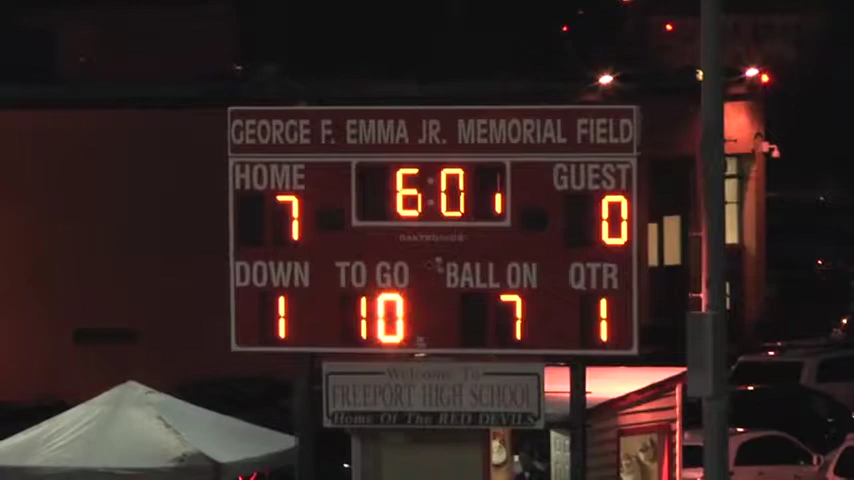 GEORGE F. EMMA JR. MEMORIAL FIELD
HOME 6:01 GUEST
7 0
DAKTRONICS
DOWN TO GO BALL ON QTR
1 10 7 1
Welcome To
FREEPORT HIGH SCHOOL
Home Of The RED DEVILS